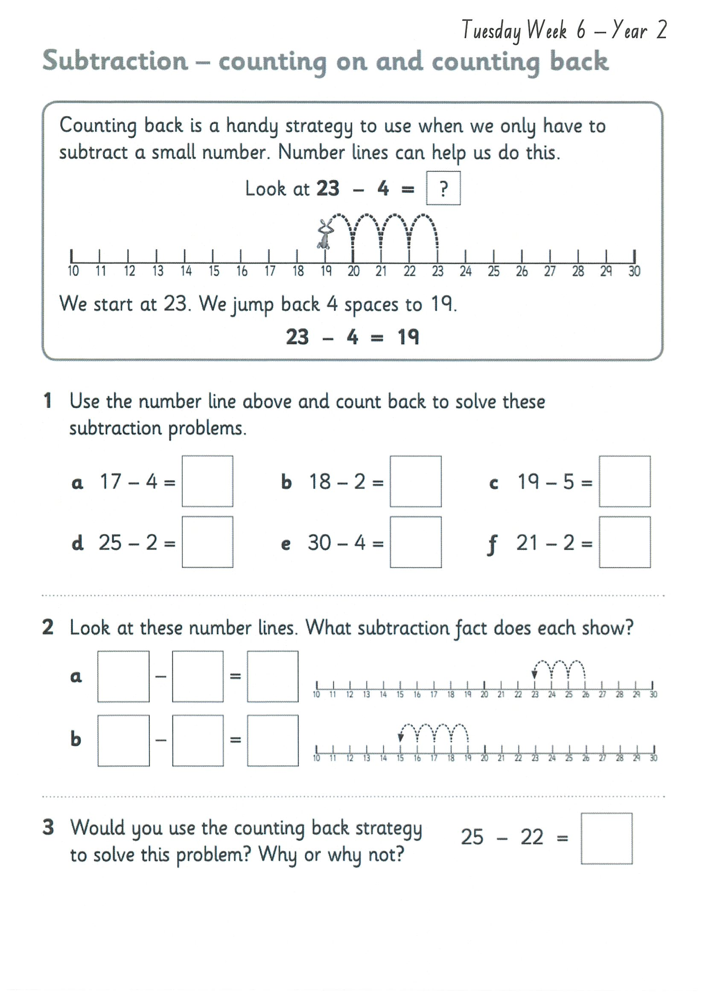 Tuesday Week 6 – Year 2
Subtraction – counting on and counting back
Counting back is a handy strategy to use when we only have to
subtract a small number. Number lines can help us do this.
Look at 23 – 4 = ?
10 11 12 13 14 15 16 17 18 19 20 21 22 23 24 25 26 27 28 29 30
We start at 23. We jump back 4 spaces to 19.
23 – 4 = 19
1 Use the number line above and count back to solve these
subtraction problems.
a 17 – 4 = b 18 – 2 = c 19 – 5 =
d 25 – 2 = e 30 – 4 = f 21 – 2 =
2 Look at these number lines. What subtraction fact does each show?
a – =
10 11 12 13 14 15 16 17 18 19 20 21 22 23 24 25 26 27 28 29 30
b – =
10 11 12 13 14 15 16 17 18 19 20 21 22 23 24 25 26 27 28 29 30
3 Would you use the counting back strategy 25 – 22 =
to solve this problem? Why or why not?